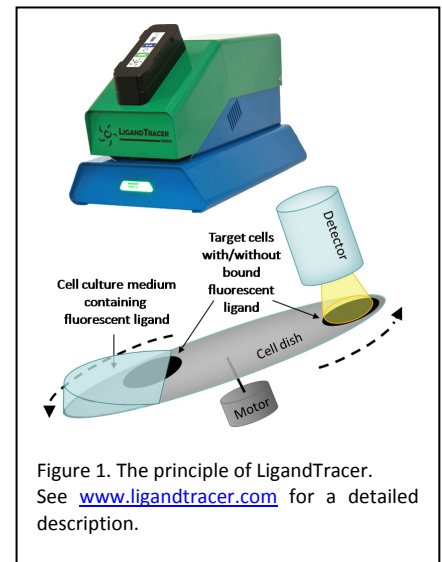 LIGANDTRACER
Target cells
with/without
bound
fluorescent
ligand
Detector
Cell culture medium
containing
fluorescent ligand
Cell dish
Motor
Figure 1. The principle of LigandTracer.
See www.ligandtracer.com for a detailed
description.